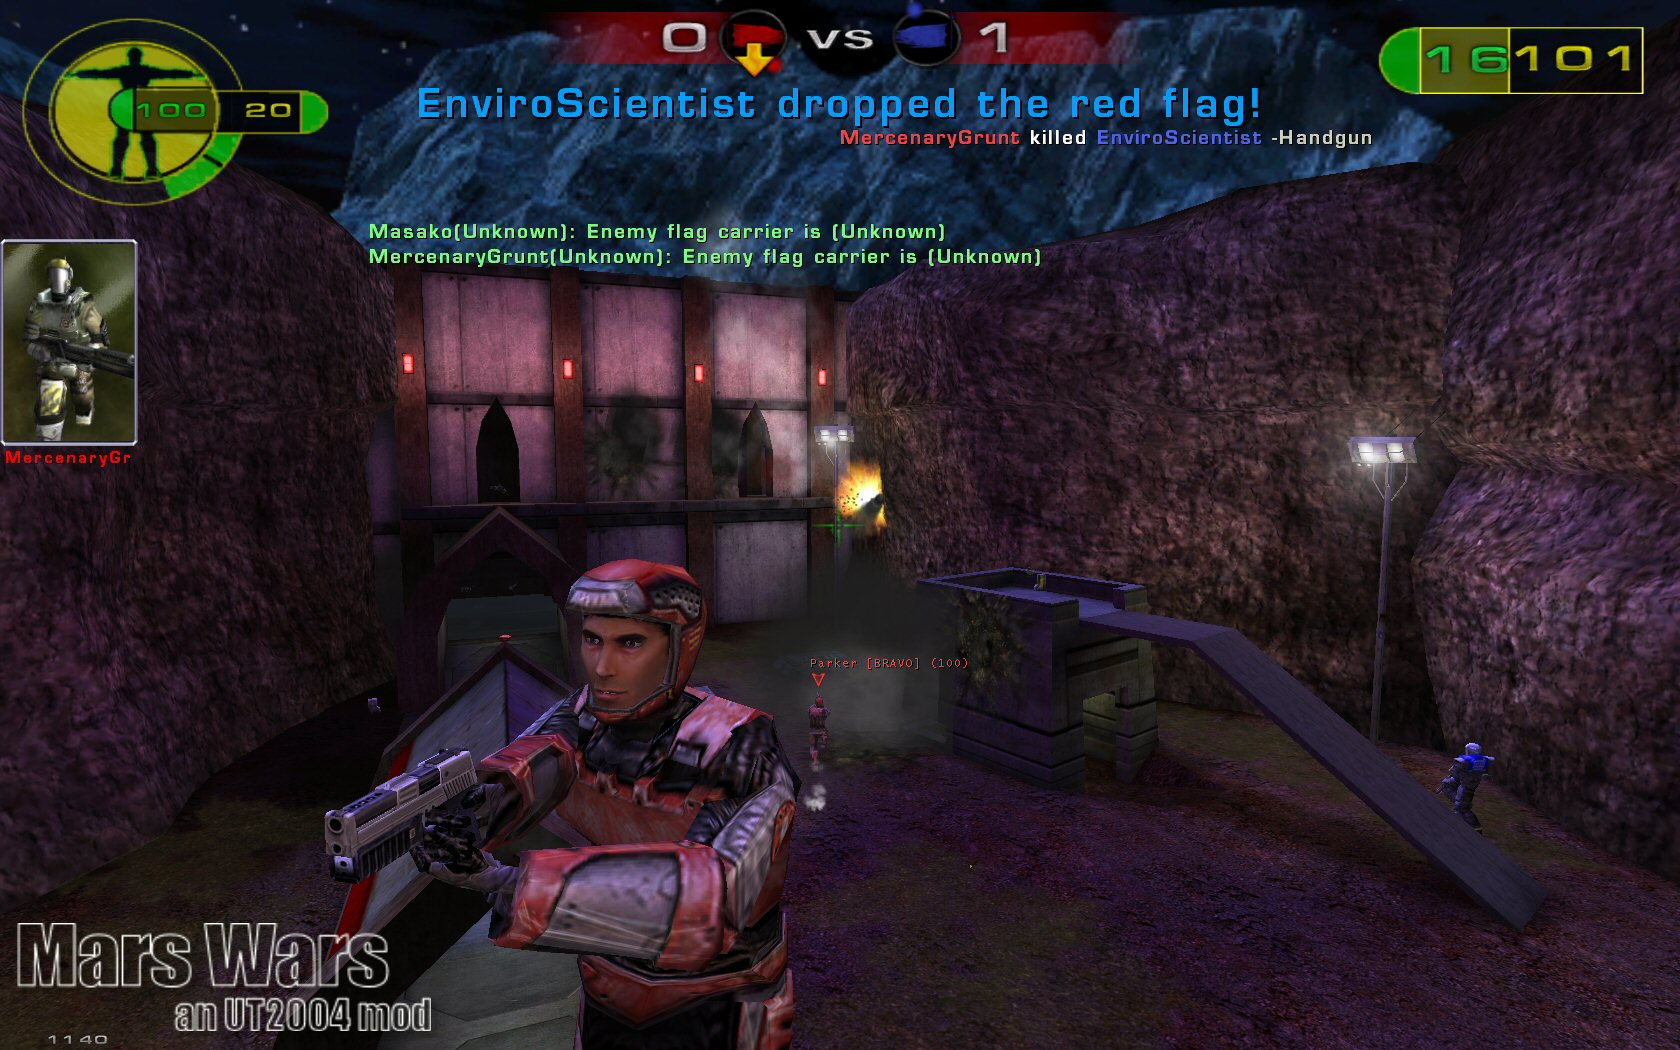 0 vs 1
100 20
16 101
EnviroScientist dropped the red flag!
MercenaryGrunt killed EnviroScientist -Handgun
Masako(Unknown): Enemy flag carrier is (Unknown)
MercenaryGrunt(Unknown): Enemy flag carrier is (Unknown)
MercenaryGr
Parker [BRAVO] (100)
Mars Wars
an UT2004 mod
1140